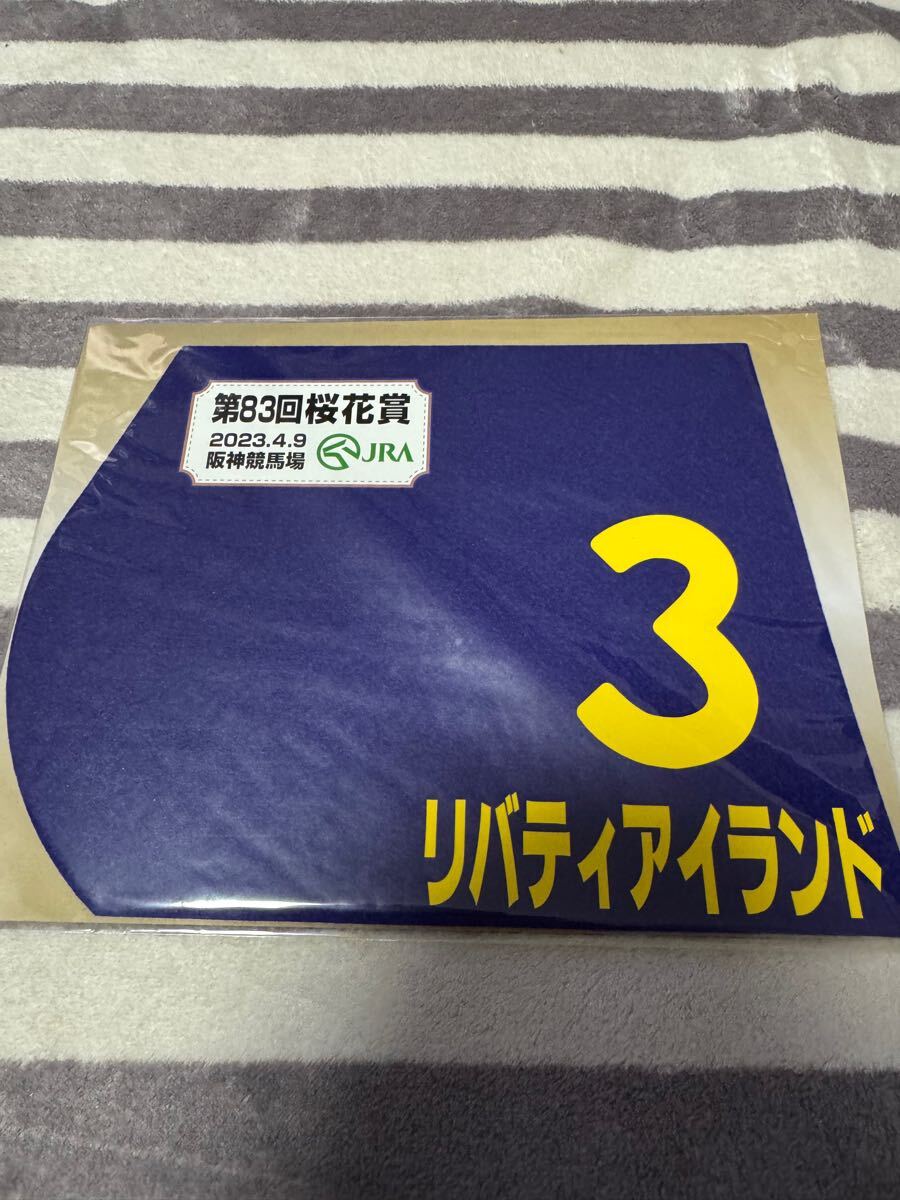 第83回桜花賞
2023.4.9
阪神競馬場
JRA
3
リバティアイランド